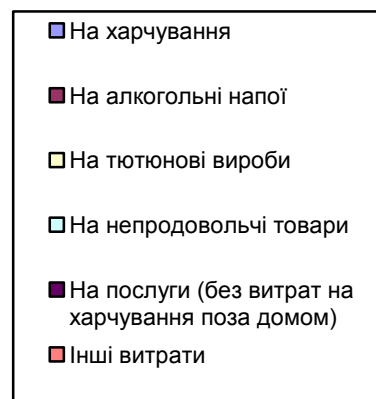 На харчування
На алкогольні напої
На тютюнові вироби
На непродовольчі товари
На послуги (без витрат на
харчування поза домом)
Інші витрати